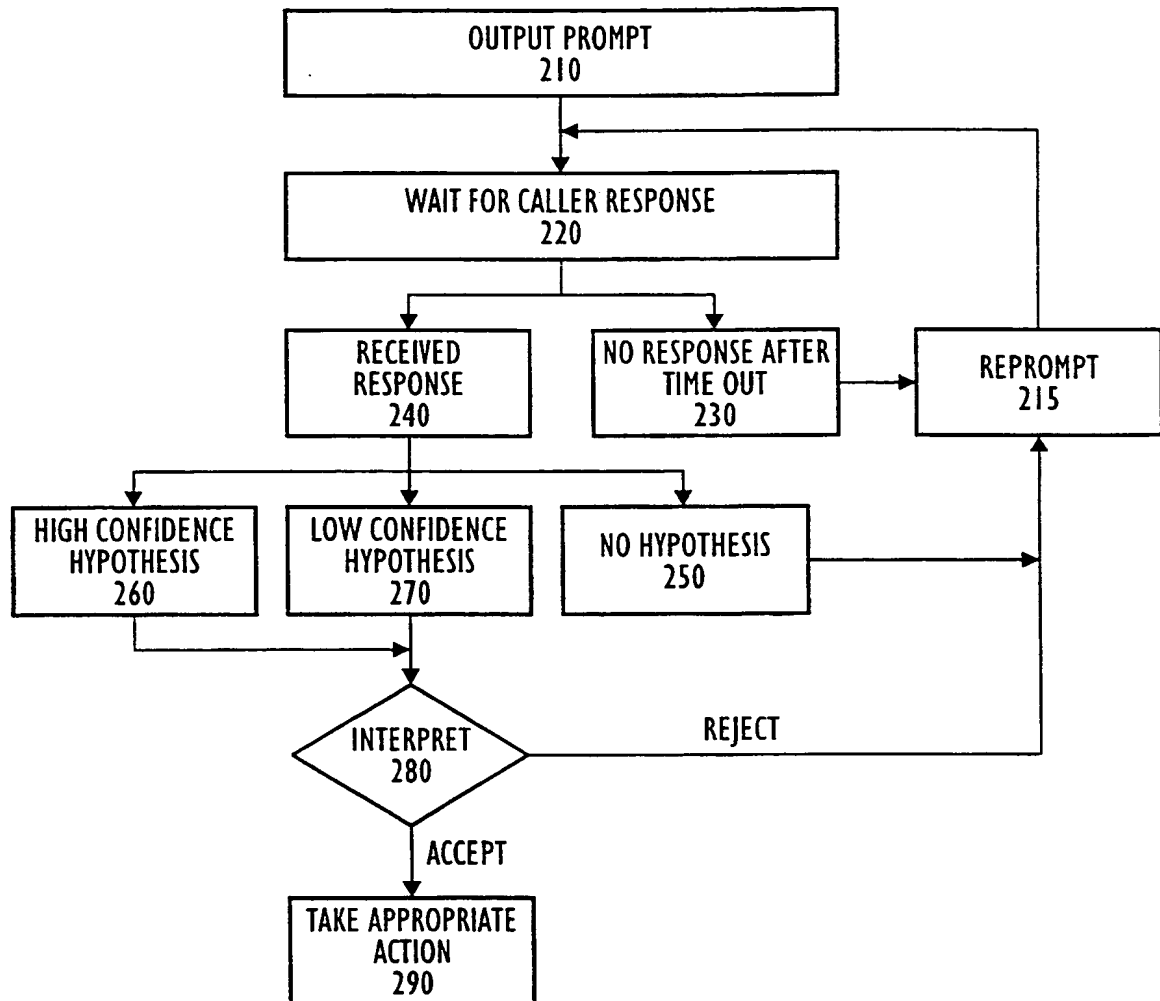 OUTPUT PROMPT
210
WAIT FOR CALLER RESPONSE
220
RECEIVED
RESPONSE
240
NO RESPONSE AFTER
TIME OUT
230
REPROMPT
215
HIGH CONFIDENCE
HYPOTHESIS
260
LOW CONFIDENCE
HYPOTHESIS
270
NO HYPOTHESIS
250
INTERPRET
280
REJECT
ACCEPT
TAKE APPROPRIATE
ACTION
290